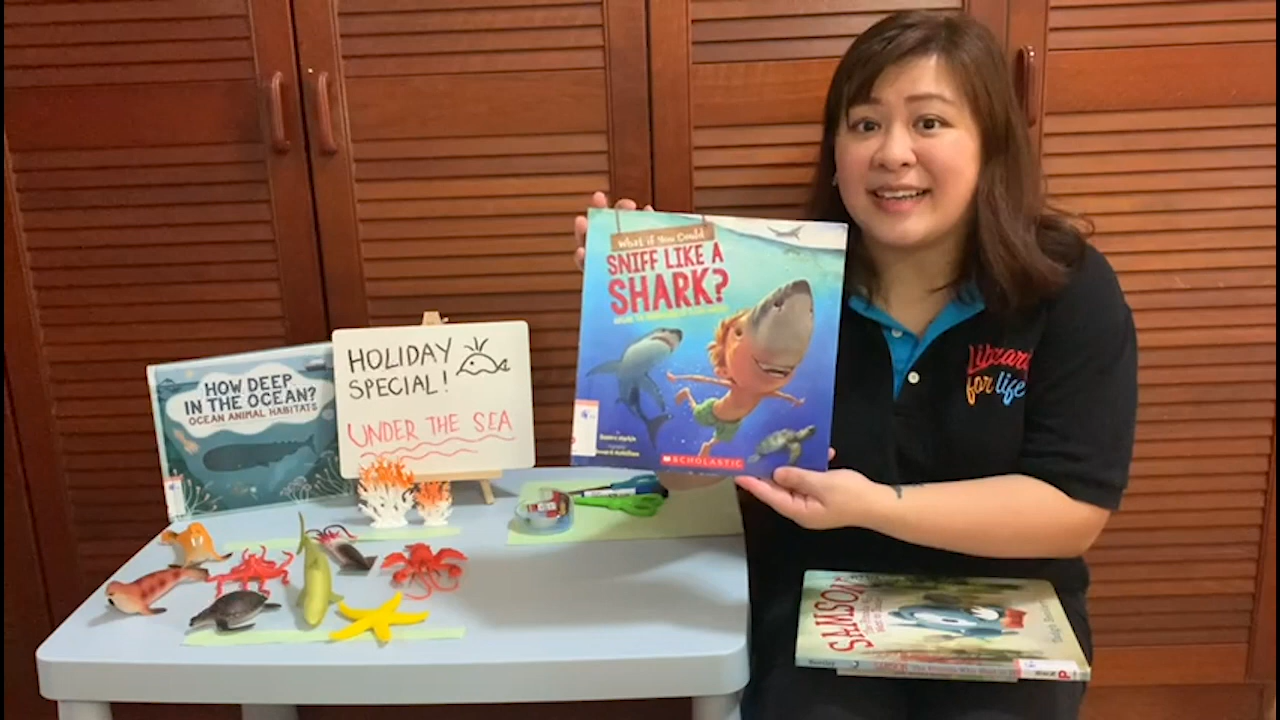 HOW DEEP
IN THE OCEAN?
OCEAN ANIMAL HABITATS
HOLIDAY
SPECIAL!
UNDER THE SEA
What if You Could
SNIFF LIKE A
SHARK?
SCHOLASTIC
Libraries
for life
SAMSON